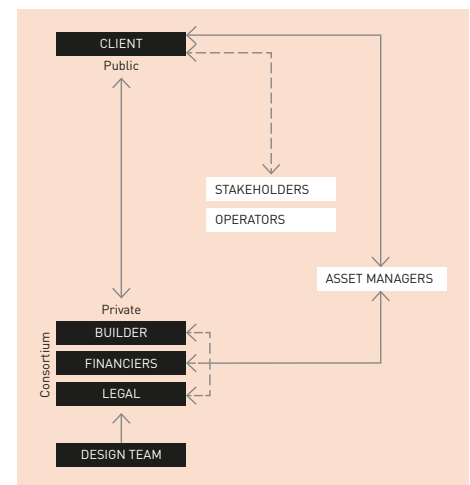 CLIENT
Public
STAKEHOLDERS
OPERATORS
ASSET MANAGERS
Private
Consortium
BUILDER
FINANCIERS
LEGAL
DESIGN TEAM